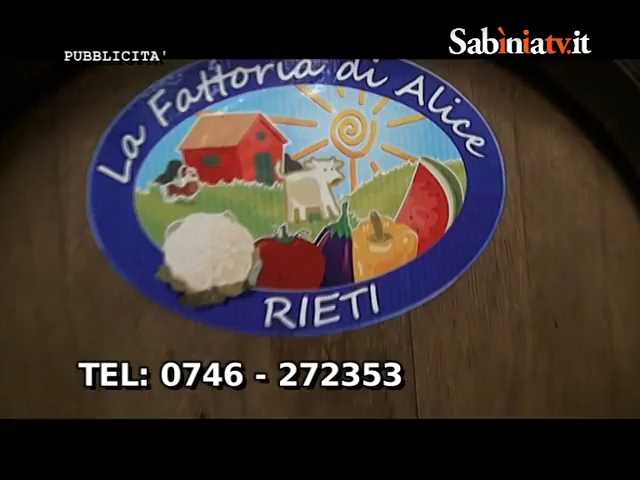 PUBBLICITA'
Sabìniatv.it
La Fattoria di Alice
RIETI
TEL: 0746 - 272353